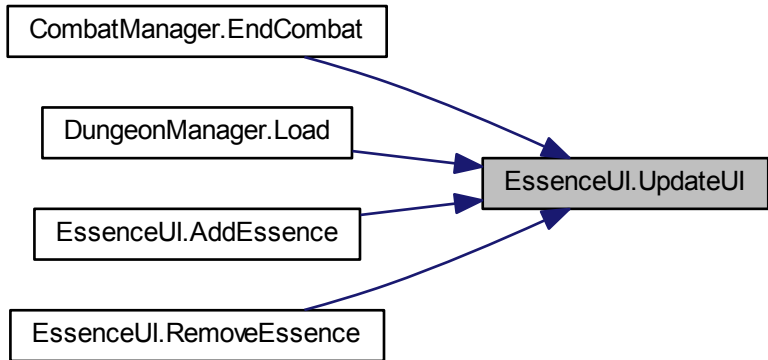 CombatManager.EndCombat
DungeonManager.Load
EssenceUI.UpdateUI
EssenceUI.AddEssence
EssenceUI.RemoveEssence